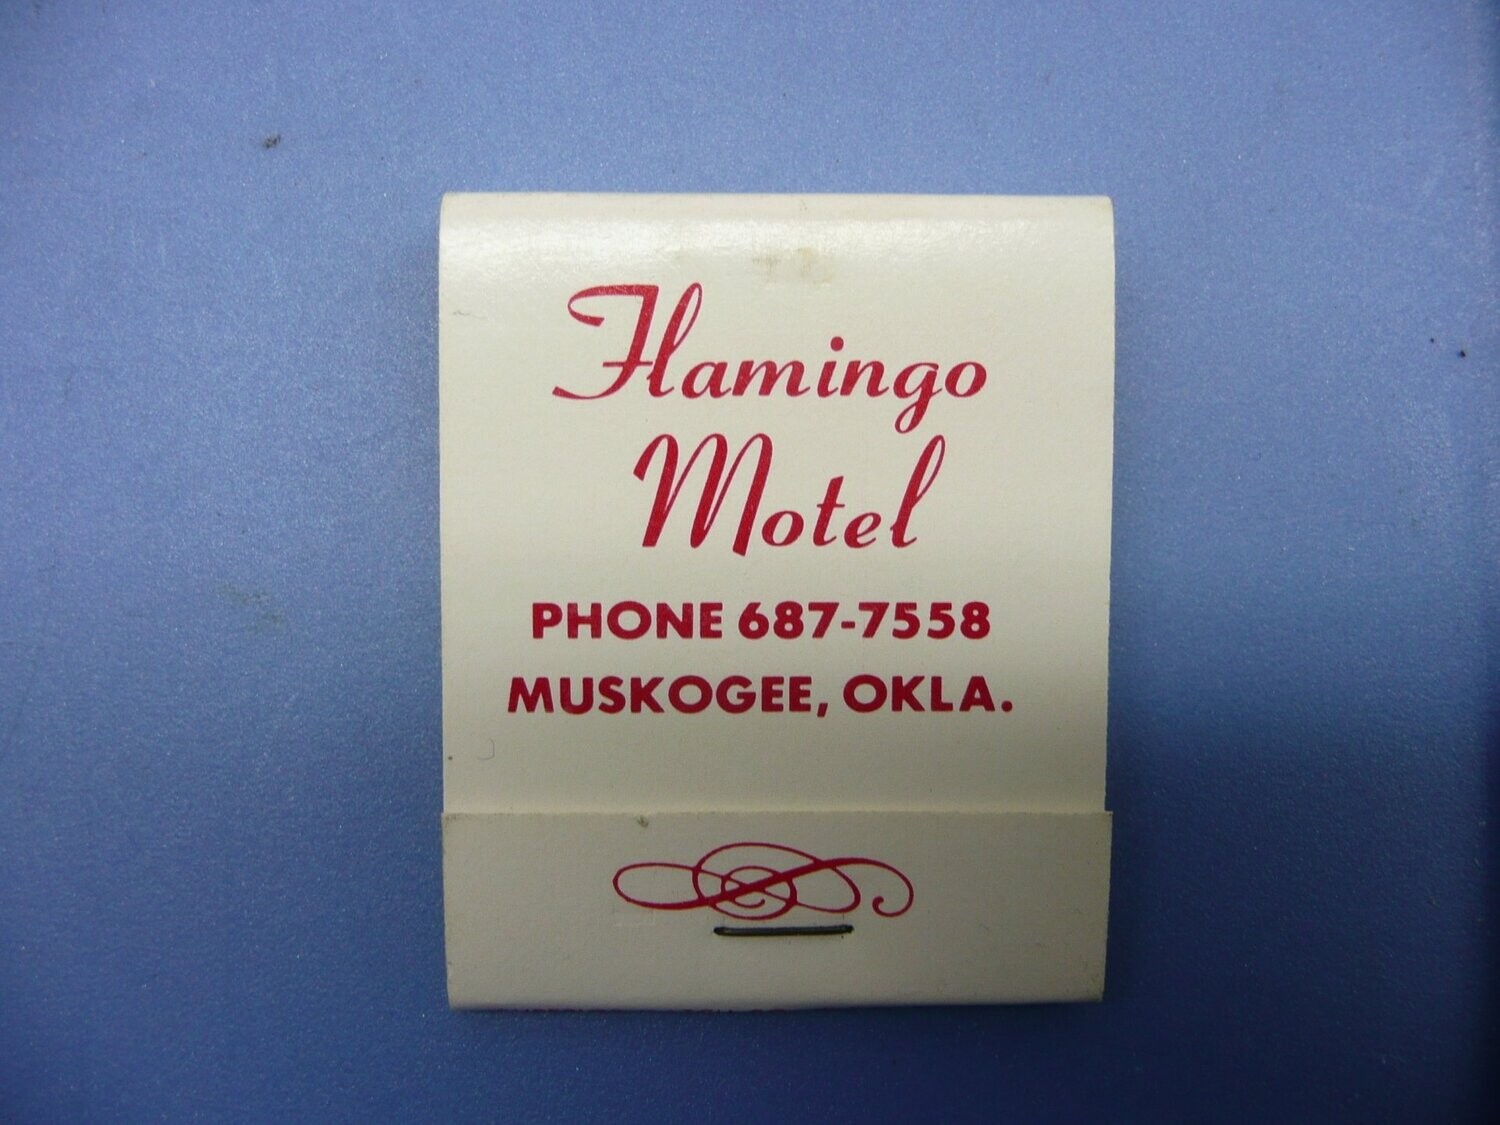 Flamingo
Motel
PHONE 687-7558
MUSKOGEE, OKLA.